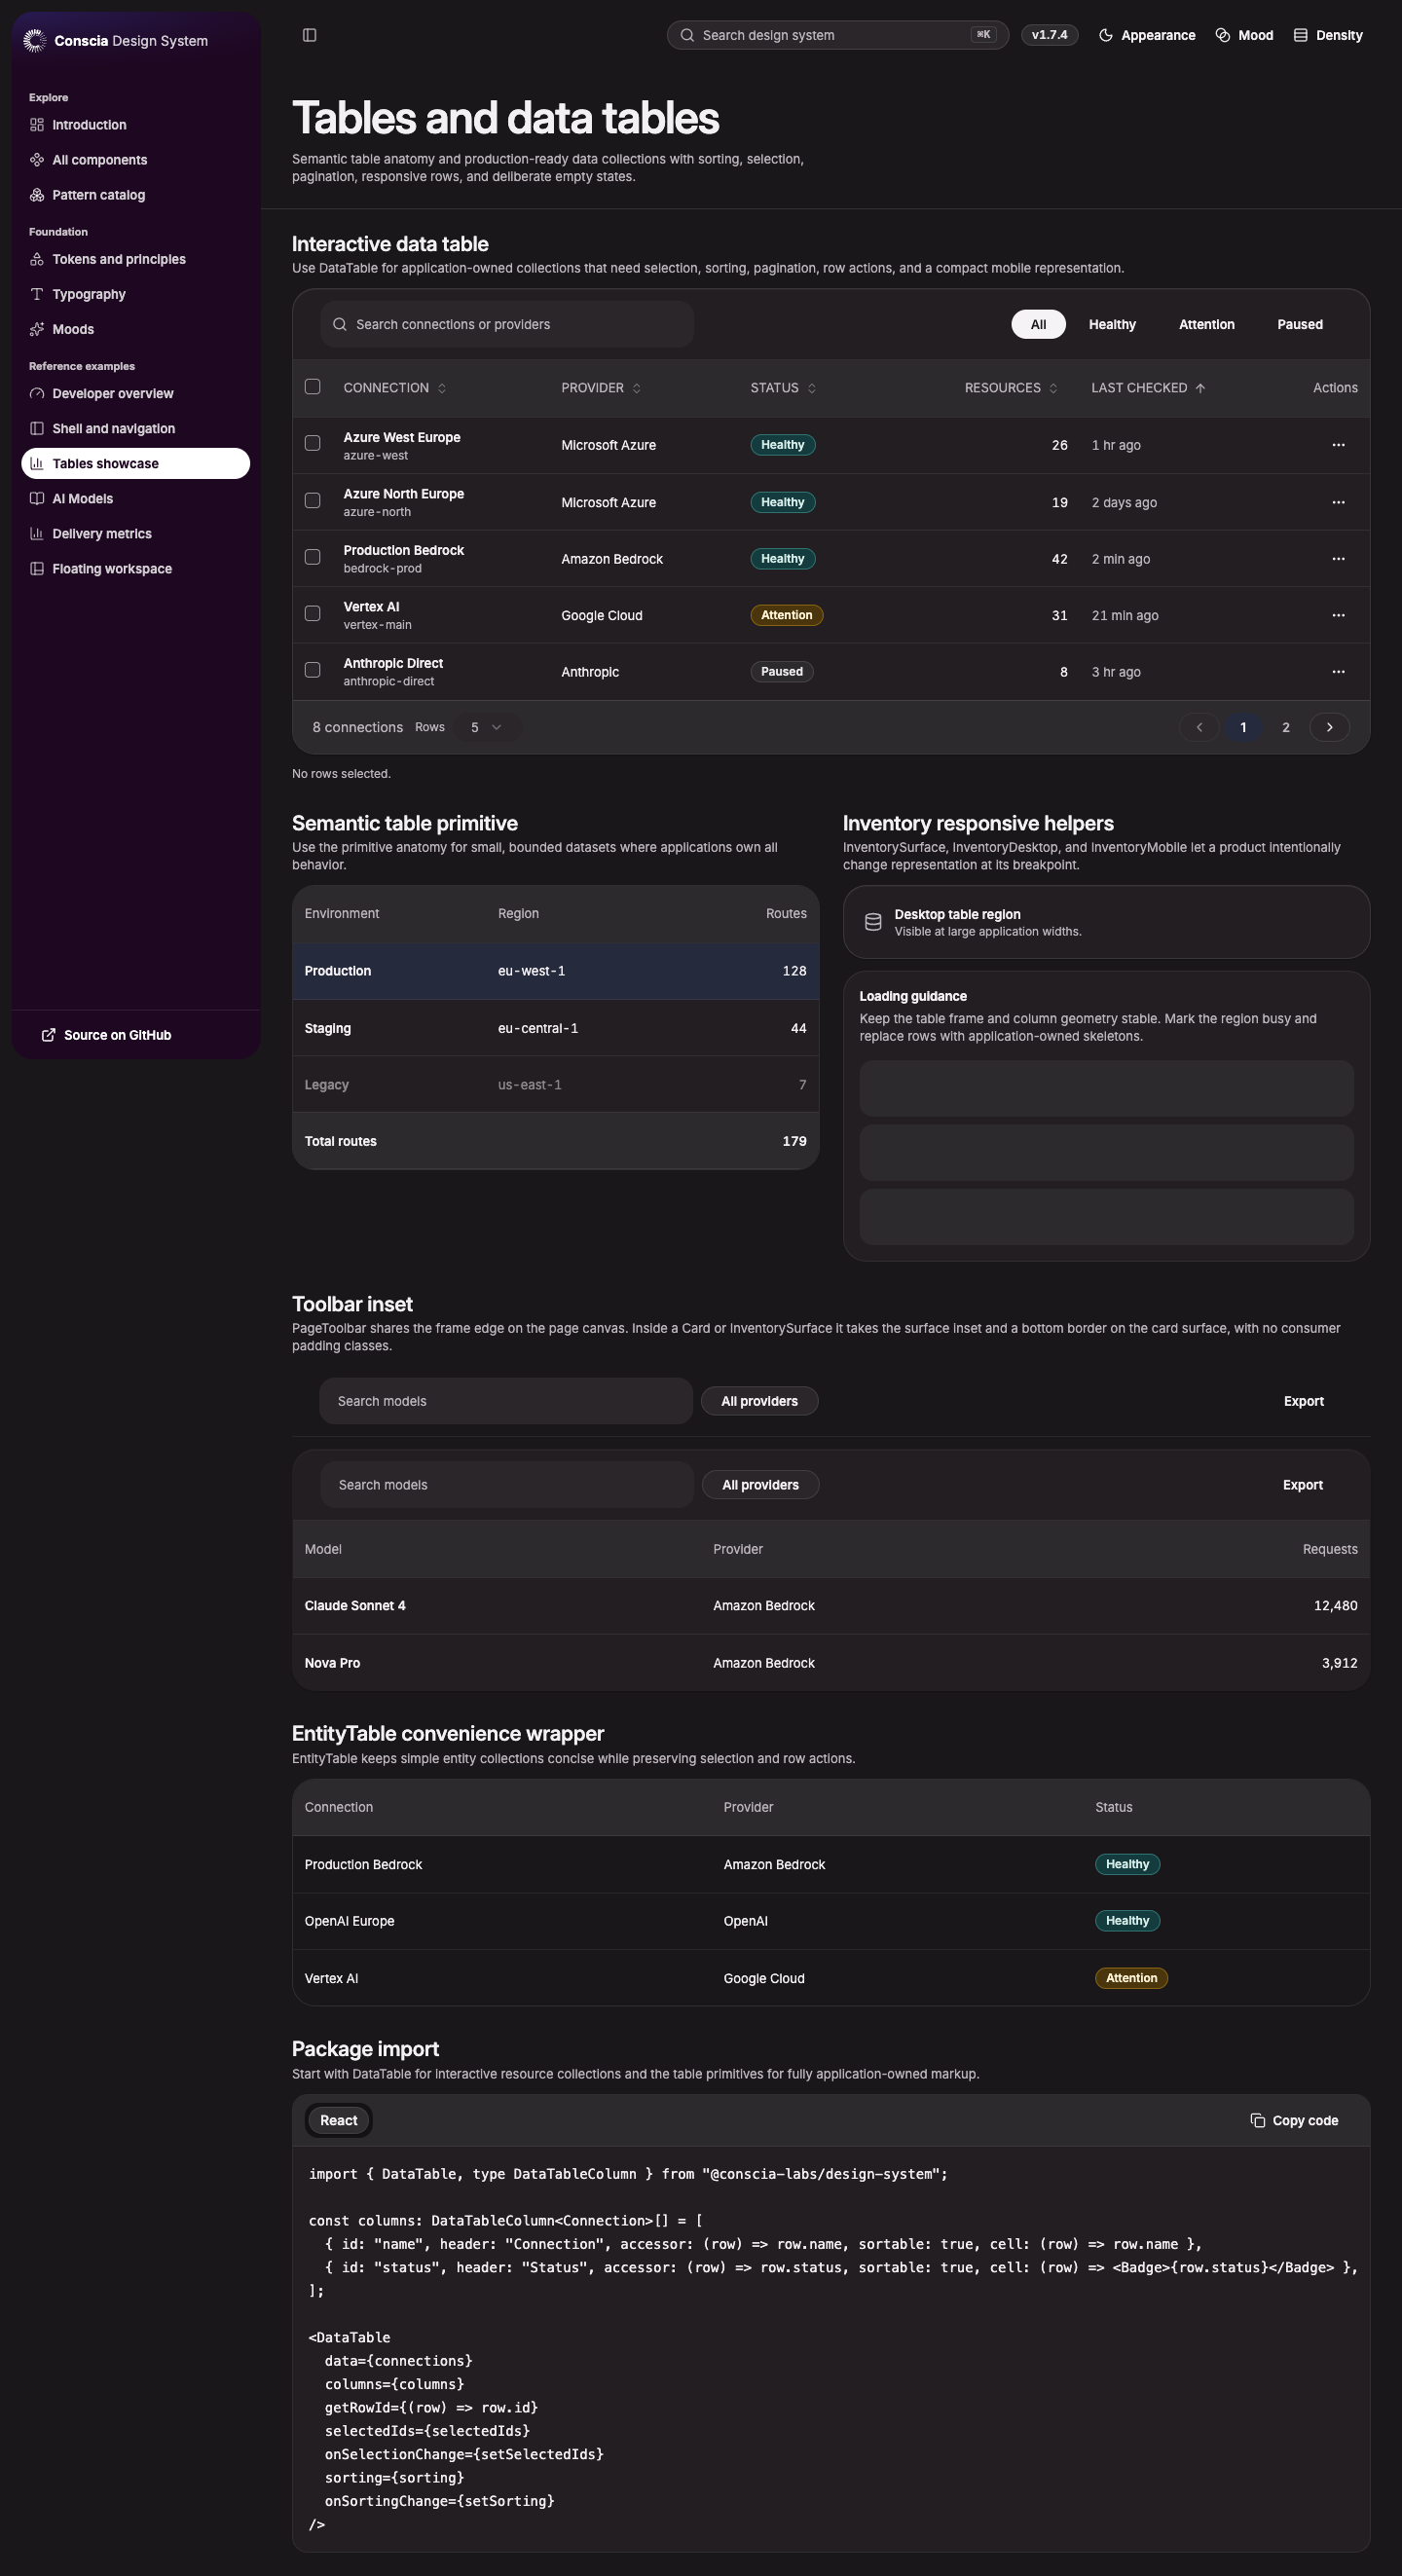 Conscia Design System
Search design system
⌘K
v1.7.4
Appearance
Mood
Density
Explore
Introduction
All components
Pattern catalog
Foundation
Tokens and principles
Typography
Moods
Reference examples
Developer overview
Shell and navigation
Tables showcase
AI Models
Delivery metrics
Floating workspace
Source on GitHub
Tables and data tables
Semantic table anatomy and production-ready data collections with sorting, selection,
pagination, responsive rows, and deliberate empty states.
Interactive data table
Use DataTable for application-owned collections that need selection, sorting, pagination, row actions, and a compact mobile representation.
Search connections or providers
All
Healthy
Attention
Paused
CONNECTION PROVIDER STATUS RESOURCES LAST CHECKED Actions
Azure West Europe
azure-west
Microsoft Azure Healthy 26 1 hr ago
Azure North Europe
azure-north
Microsoft Azure Healthy 19 2 days ago
Production Bedrock
bedrock-prod
Amazon Bedrock Healthy 42 2 min ago
Vertex AI
vertex-main
Google Cloud Attention 31 21 min ago
Anthropic Direct
anthropic-direct
Anthropic Paused 8 3 hr ago
8 connections Rows 5 1 2
No rows selected.
Semantic table primitive
Use the primitive anatomy for small, bounded datasets where applications own all
behavior.
Environment Region Routes
Production eu-west-1 128
Staging eu-central-1 44
Legacy us-east-1 7
Total routes 179
Inventory responsive helpers
InventorySurface, InventoryDesktop, and InventoryMobile let a product intentionally
change representation at its breakpoint.
Desktop table region
Visible at large application widths.
Loading guidance
Keep the table frame and column geometry stable. Mark the region busy and
replace rows with application-owned skeletons.
Toolbar inset
PageToolbar shares the frame edge on the page canvas. Inside a Card or InventorySurface it takes the surface inset and a bottom border on the card surface, with no consumer
padding classes.
Search models All providers Export
Search models All providers Export
Model Provider Requests
Claude Sonnet 4 Amazon Bedrock 12,480
Nova Pro Amazon Bedrock 3,912
EntityTable convenience wrapper
EntityTable keeps simple entity collections concise while preserving selection and row actions.
Connection Provider Status
Production Bedrock Amazon Bedrock Healthy
OpenAI Europe OpenAI Healthy
Vertex AI Google Cloud Attention
Package import
Start with DataTable for interactive resource collections and the table primitives for fully application-owned markup.
React
Copy code
import { DataTable, type DataTableColumn } from "@conscia-labs/design-system";
const columns: DataTableColumn<Connection>[] = [
{ id: "name", header: "Connection", accessor: (row) => row.name, sortable: true, cell: (row) => row.name },
{ id: "status", header: "Status", accessor: (row) => row.status, sortable: true, cell: (row) => <Badge>{row.status}</Badge> },
];
<DataTable
data={connections}
columns={columns}
getRowId={(row) => row.id}
selectedIds={selectedIds}
onSelectionChange={setSelectedIds}
sorting={sorting}
onSortingChange={setSorting}
/>